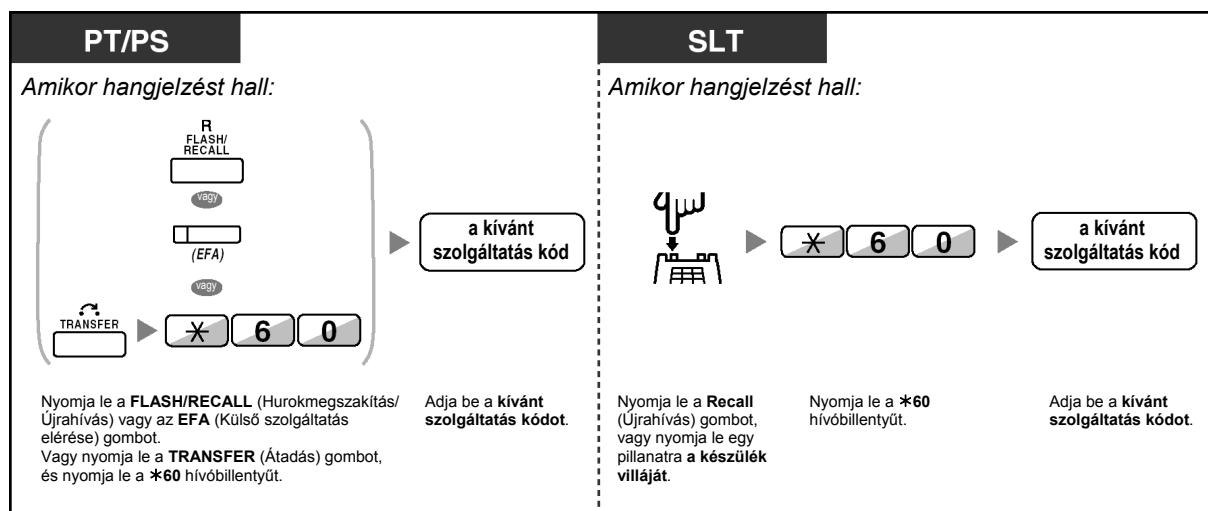 PT/PS
Amikor hangjelzést hall:
R
FLASH/
RECALL
vagy
(EFA)
vagy
TRANSFER
* 6 0
a kívánt
szolgáltatás kód
Nyomja le a FLASH/RECALL (Hurokmegszakítás/
Újrahívás) vagy az EFA (Külső szolgáltatás
elérése) gombot.
Vagy nyomja le a TRANSFER (Átadás) gombot,
és nyomja le a *60 hívóbillentyűt.
Adja be a kívánt
szolgáltatás kódot.
SLT
Amikor hangjelzést hall:
* 6 0
a kívánt
szolgáltatás kód
Nyomja le a Recall
(Újrahívás) gombot,
vagy nyomja le egy
pillanatra a készülék
villáját.
Nyomja le a *60
hívóbillentyűt.
Adja be a kívánt
szolgáltatás kódot.